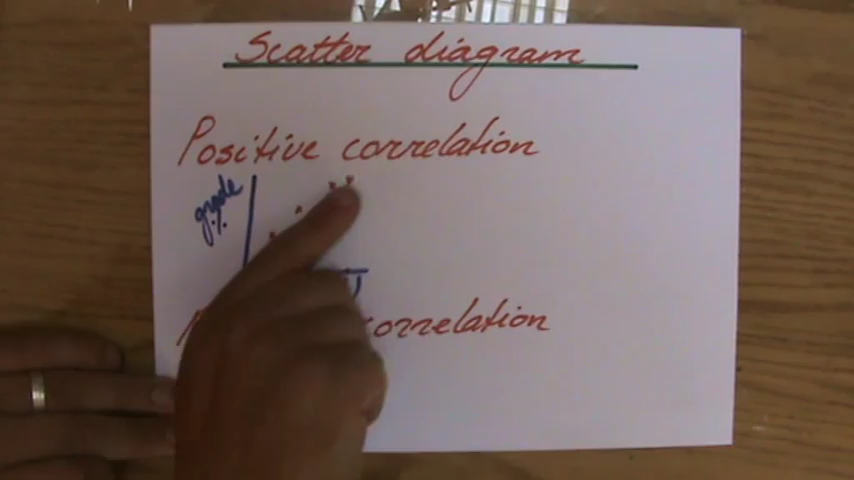 Scatter diagram
Positive correlation
grade
%
correlation